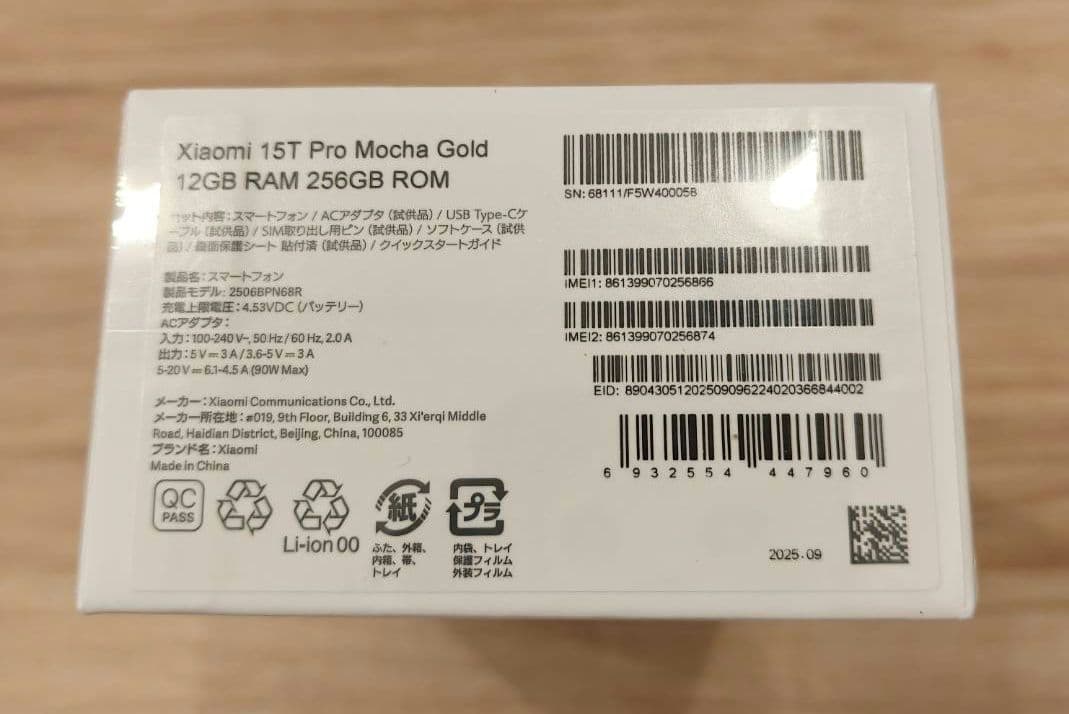 Xiaomi 15T Pro Mocha Gold
12GB RAM 256GB ROM
ット内容:スマートフォン / ACアダプタ (試供品) / USB Type-Cケ
ーブル (試供品) / SIM取り出し用ピン (試供品) / ソフトケース (試供
品) / 画面保護シート 貼付済 (試供品) / クイックスタートガイド
製品名:スマートフォン
製品モデル: 2506BPN68R
充電上限電圧:4.53VDC (バッテリー)
ACアダプタ:
入力:100-240 V~, 50 Hz / 60 Hz, 2.0 A
出力:5 V⎓3 A / 3.6-5 V⎓3 A
5-20 V⎓6.1-4.5 A (90W Max)
メーカー:Xiaomi Communications Co., Ltd.
メーカー所在地:#019, 9th Floor, Building 6, 33 Xi'erqi Middle
Road, Haidian District, Beijing, China, 100085
ブランド名:Xiaomi
Made in China
QC
PASS
Li-ion 00
紙
ふた、外箱、
内箱、帯、
トレイ
プラ
内袋、トレイ
保護フィルム
外装フィルム
SN: 68111/F5W400058
IMEI1: 861399070256866
IMEI2: 861399070256874
EID: 89043051202509096224020366844002
6 932554 447960
2025.09